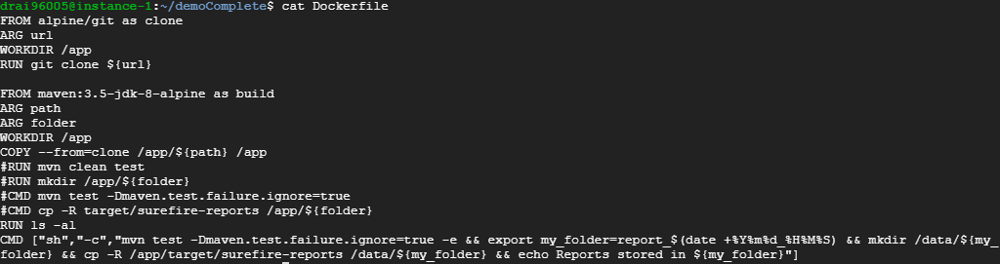 drai96005@instance-1:~/demoComplete$ cat Dockerfile
FROM alpine/git as clone
ARG url
WORKDIR /app
RUN git clone ${url}

FROM maven:3.5-jdk-8-alpine as build
ARG path
ARG folder
WORKDIR /app
COPY --from=clone /app/${path} /app
#RUN mvn clean test
#RUN mkdir /app/${folder}
#CMD mvn test -Dmaven.test.failure.ignore=true
#CMD cp -R target/surefire-reports /app/${folder}
RUN ls -al
CMD ["sh","-c","mvn test -Dmaven.test.failure.ignore=true -e && export my_folder=report_$(date +%Y%m%d_%H%M%S) && mkdir /data/${my_
folder} && cp -R /app/target/surefire-reports /data/${my_folder} && echo Reports stored in ${my_folder}"]